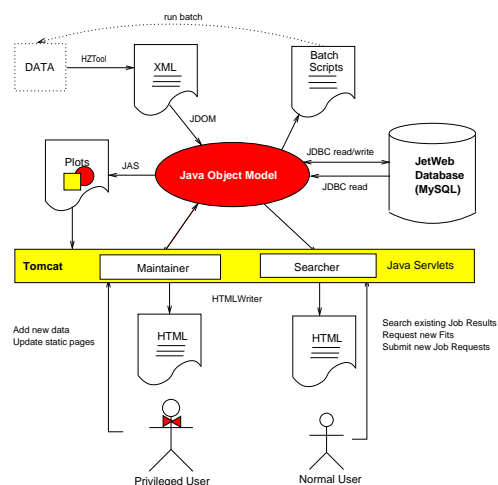 run batch
DATA
HZTool
XML
Batch
Scripts
JDOM
Plots
JAS
Java Object Model
JDBC read/write
JDBC read
JetWeb
Database
(MySQL)
Tomcat
Maintainer
Searcher
Java Servlets
HTMLWriter
Add new data
Update static pages
HTML
HTML
Search existing Job Results
Request new Fits
Submit new Job Requests
Privileged User
Normal User